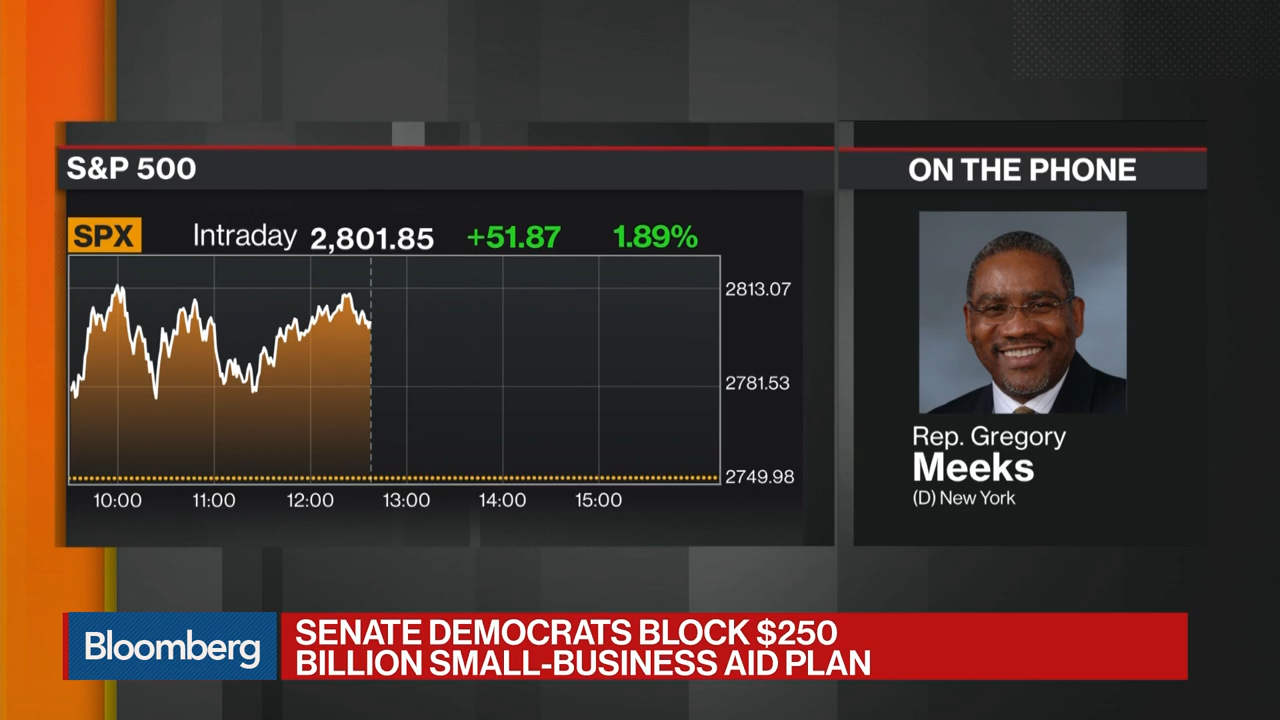 S&P 500
SPX Intraday 2,801.85 +51.87 1.89%
2813.07
2781.53
2749.98
10:00 11:00 12:00 13:00 14:00 15:00
ON THE PHONE
Rep. Gregory
Meeks
(D) New York
Bloomberg
SENATE DEMOCRATS BLOCK $250
BILLION SMALL-BUSINESS AID PLAN